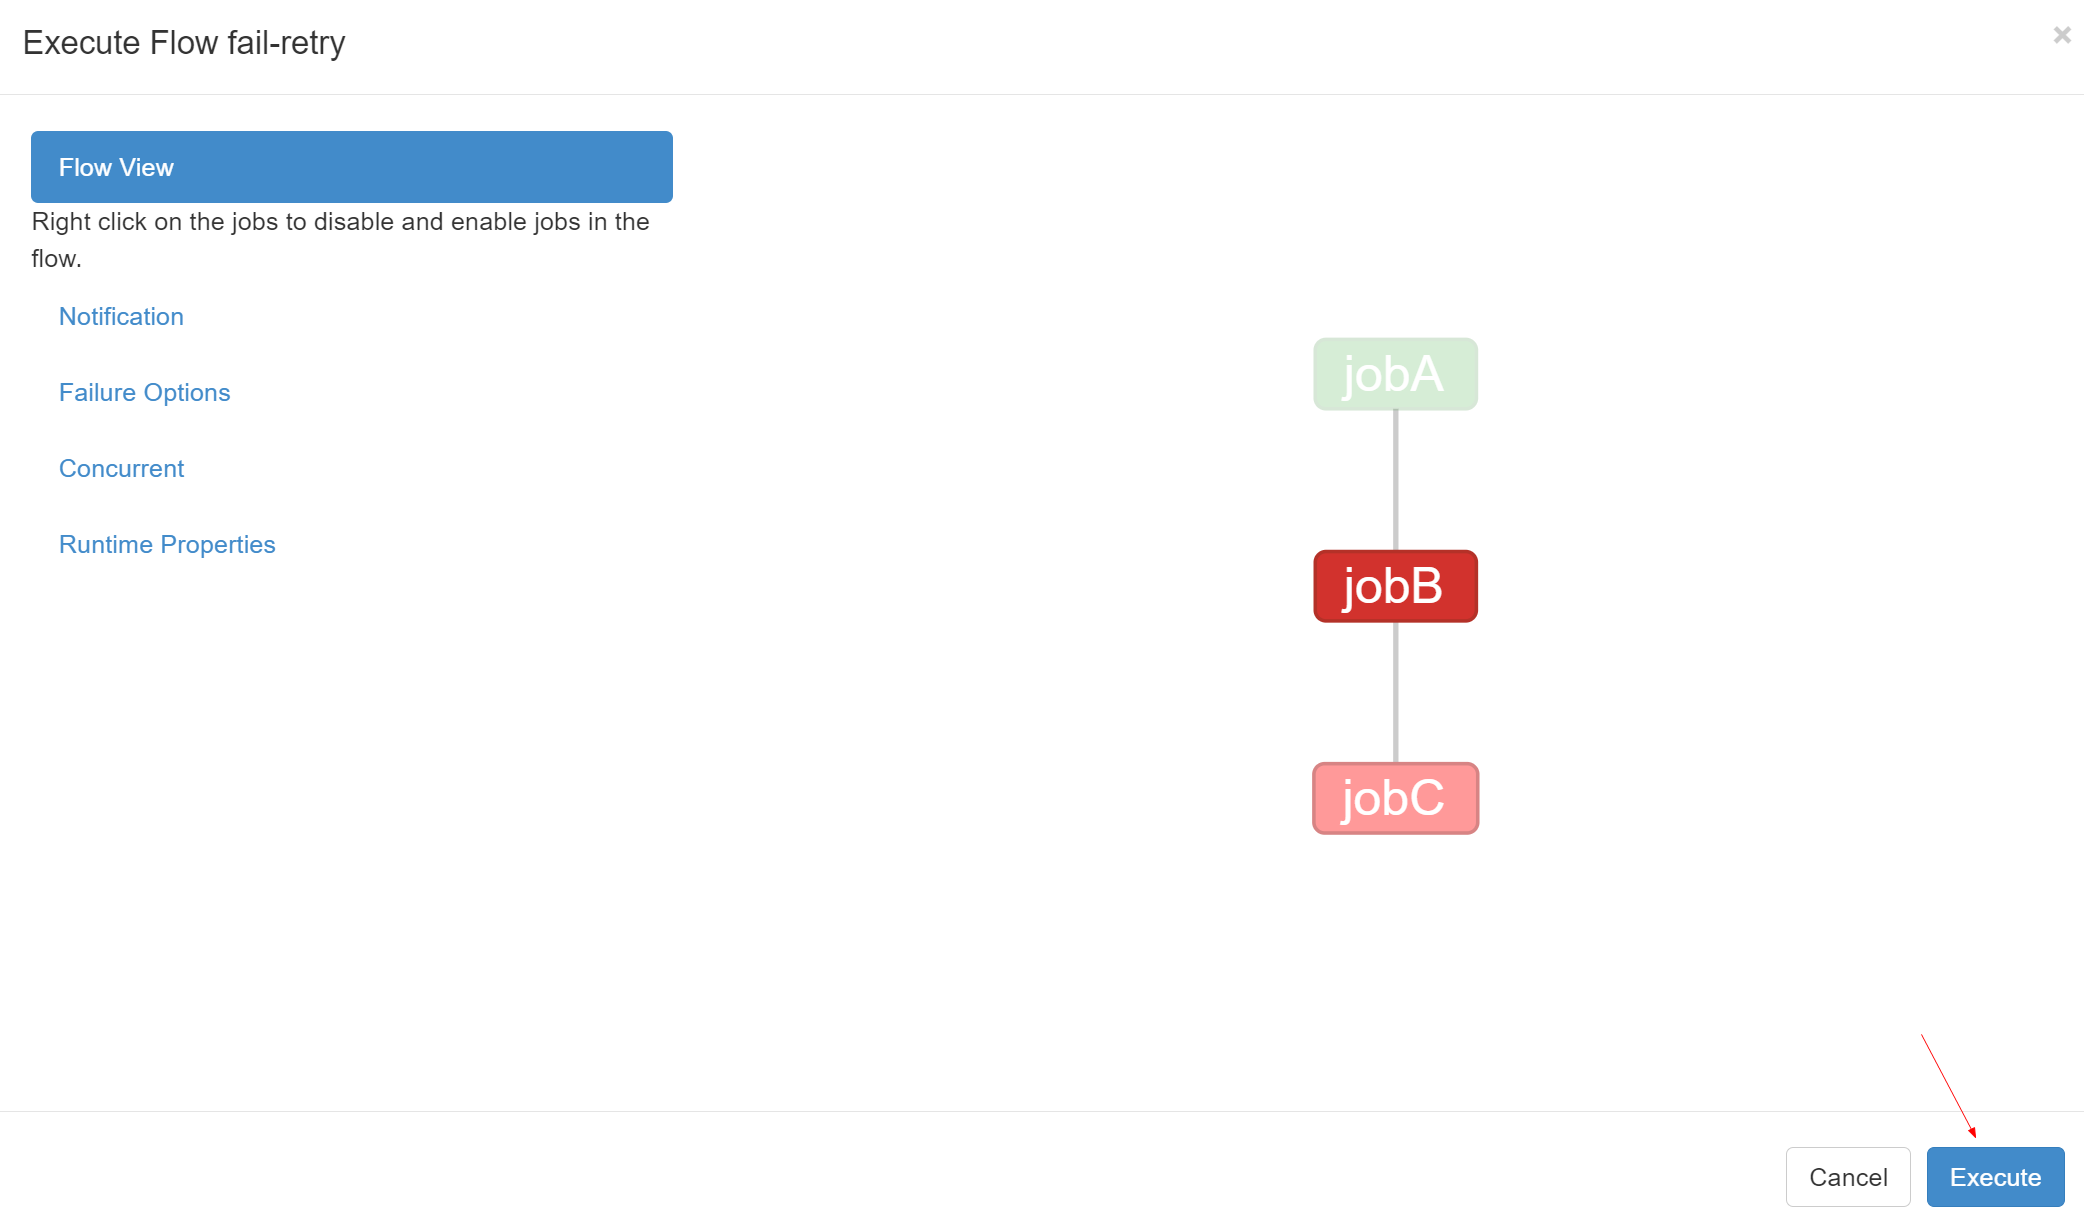 Execute Flow fail-retry
×
Flow View
Right click on the jobs to disable and enable jobs in the
flow.
Notification
Failure Options
Concurrent
Runtime Properties
jobA
jobB
jobC
Cancel
Execute